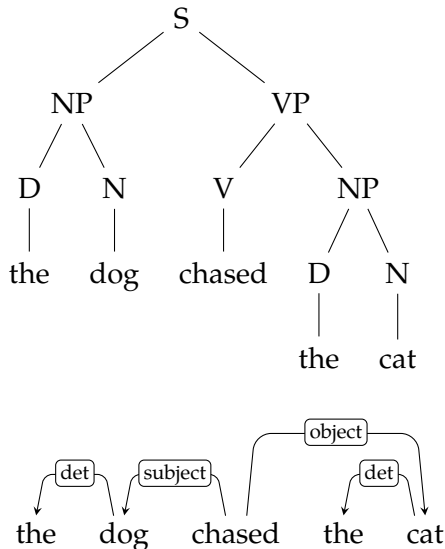 S
NP VP
D N V NP
the dog chased D N
the cat
object
det subject det
the dog chased the cat